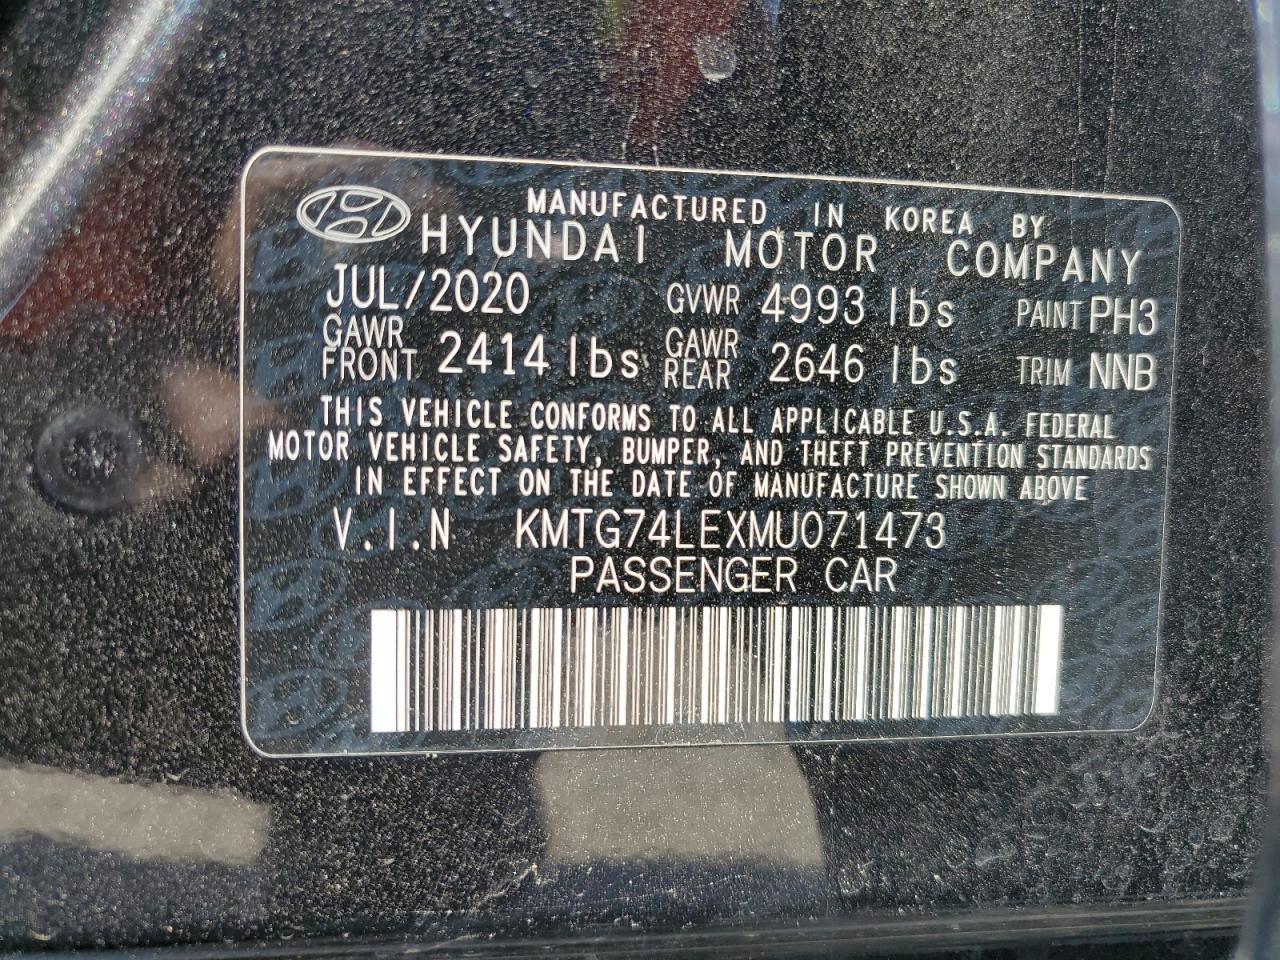 MANUFACTURED IN KOREA BY
HYUNDAI MOTOR COMPANY
JUL/2020 GVWR 4993 lbs PAINT PH3
GAWR FRONT 2414 lbs GAWR REAR 2646 lbs TRIM NNB
THIS VEHICLE CONFORMS TO ALL APPLICABLE U.S.A. FEDERAL
MOTOR VEHICLE SAFETY, BUMPER, AND THEFT PREVENTION STANDARDS
IN EFFECT ON THE DATE OF MANUFACTURE SHOWN ABOVE
V.I.N KMTG74LEXMU071473
PASSENGER CAR